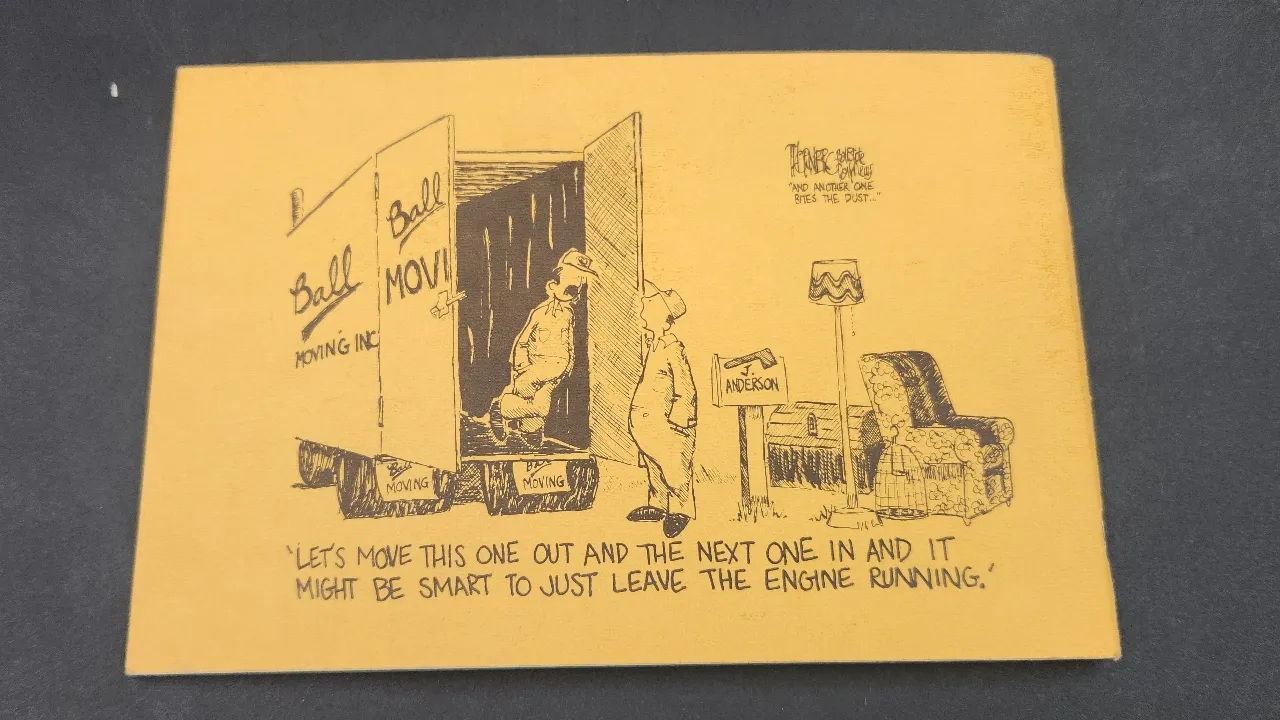 Ball
MOVING INC
Ball
MOVI
Ball
MOVING
Ball
MOVING
"AND ANOTHER ONE
BITES THE DUST..."
J.
ANDERSON
'LET'S MOVE THIS ONE OUT AND THE NEXT ONE IN AND IT
MIGHT BE SMART TO JUST LEAVE THE ENGINE RUNNING.'